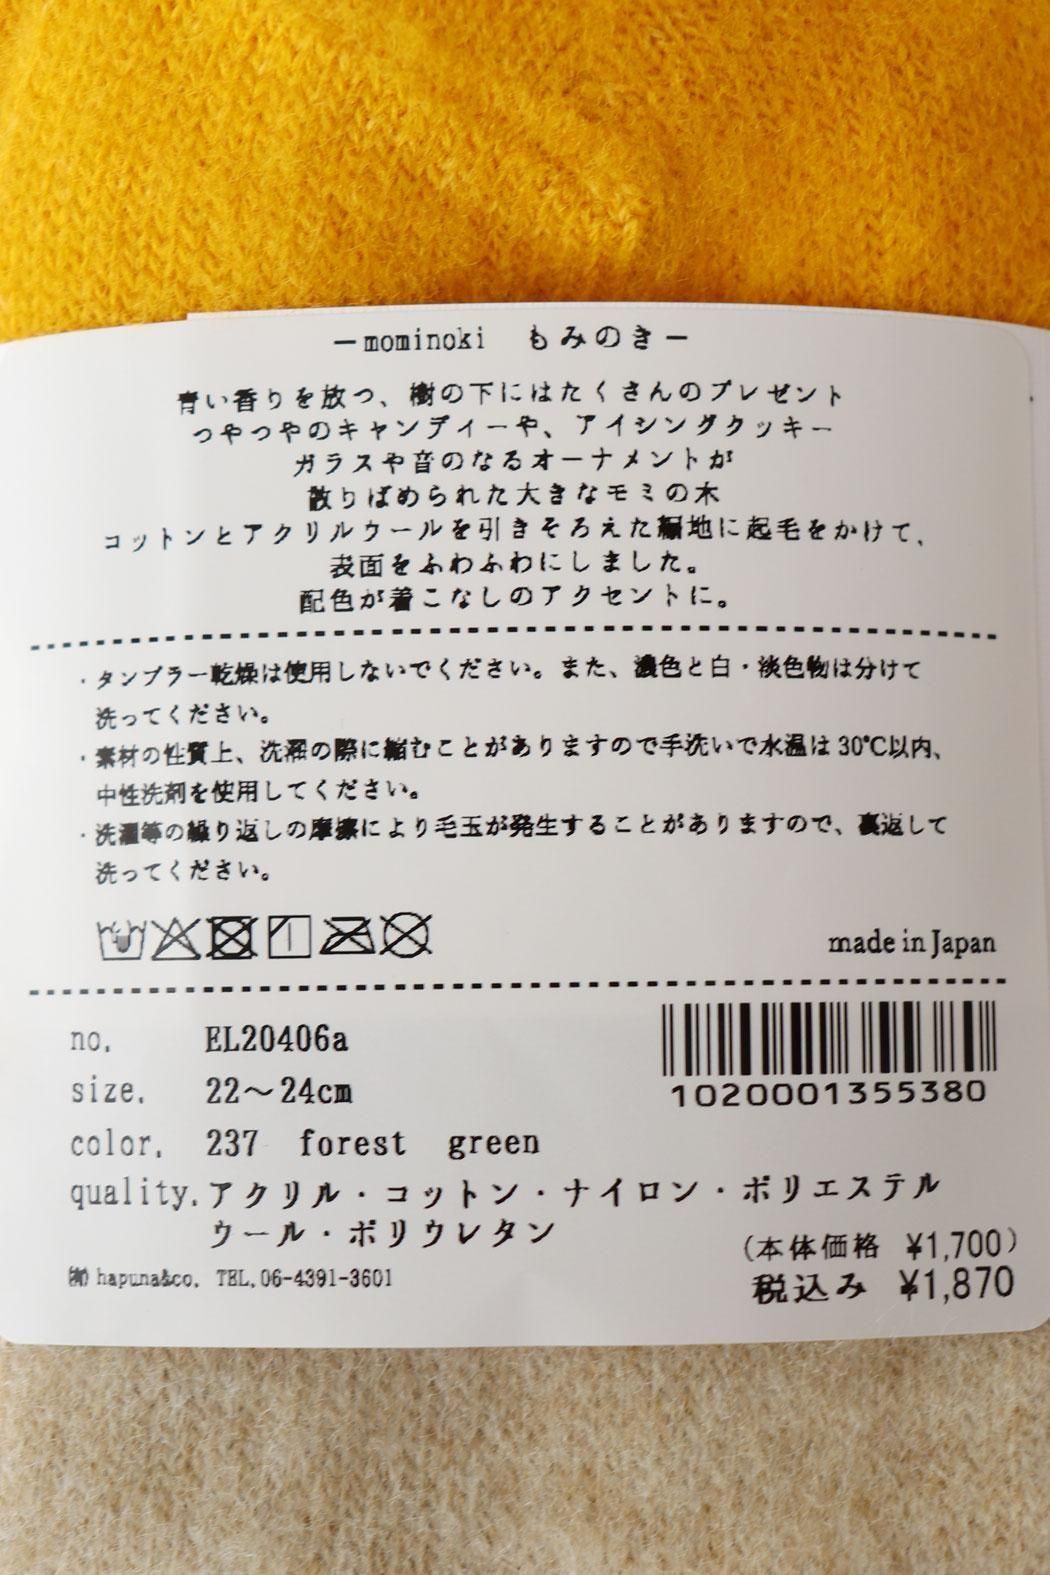 ーmominoki もみのきー
青い香りを放つ、樹の下にはたくさんのプレゼント
つやつやのキャンディーや、アイシングクッキー
ガラスや音のなるオーナメントが
散りばめられた大きなモミの木
コットンとアクリルウールを引きそろえた編地に起毛をかけて、
表面をふわふわにしました。
配色が着こなしのアクセントに。
・タンブラー乾燥は使用しないでください。また、濃色と白・淡色物は分けて
洗ってください。
・素材の性質上、洗濯の際に縮むことがありますので手洗いで水温は30℃以内、
中性洗剤を使用してください。
・洗濯等の繰り返しの摩擦により毛玉が発生することがありますので、裏返して
洗ってください。
made in Japan
no. EL20406a
1020001355380
size. 22〜24cm
color. 237 forest green
quality. アクリル・コットン・ナイロン・ポリエステル
ウール・ポリウレタン
(本体価格 ¥1,700)
㈲ hapuna&co. TEL.06-4391-3601
税込み ¥1,870